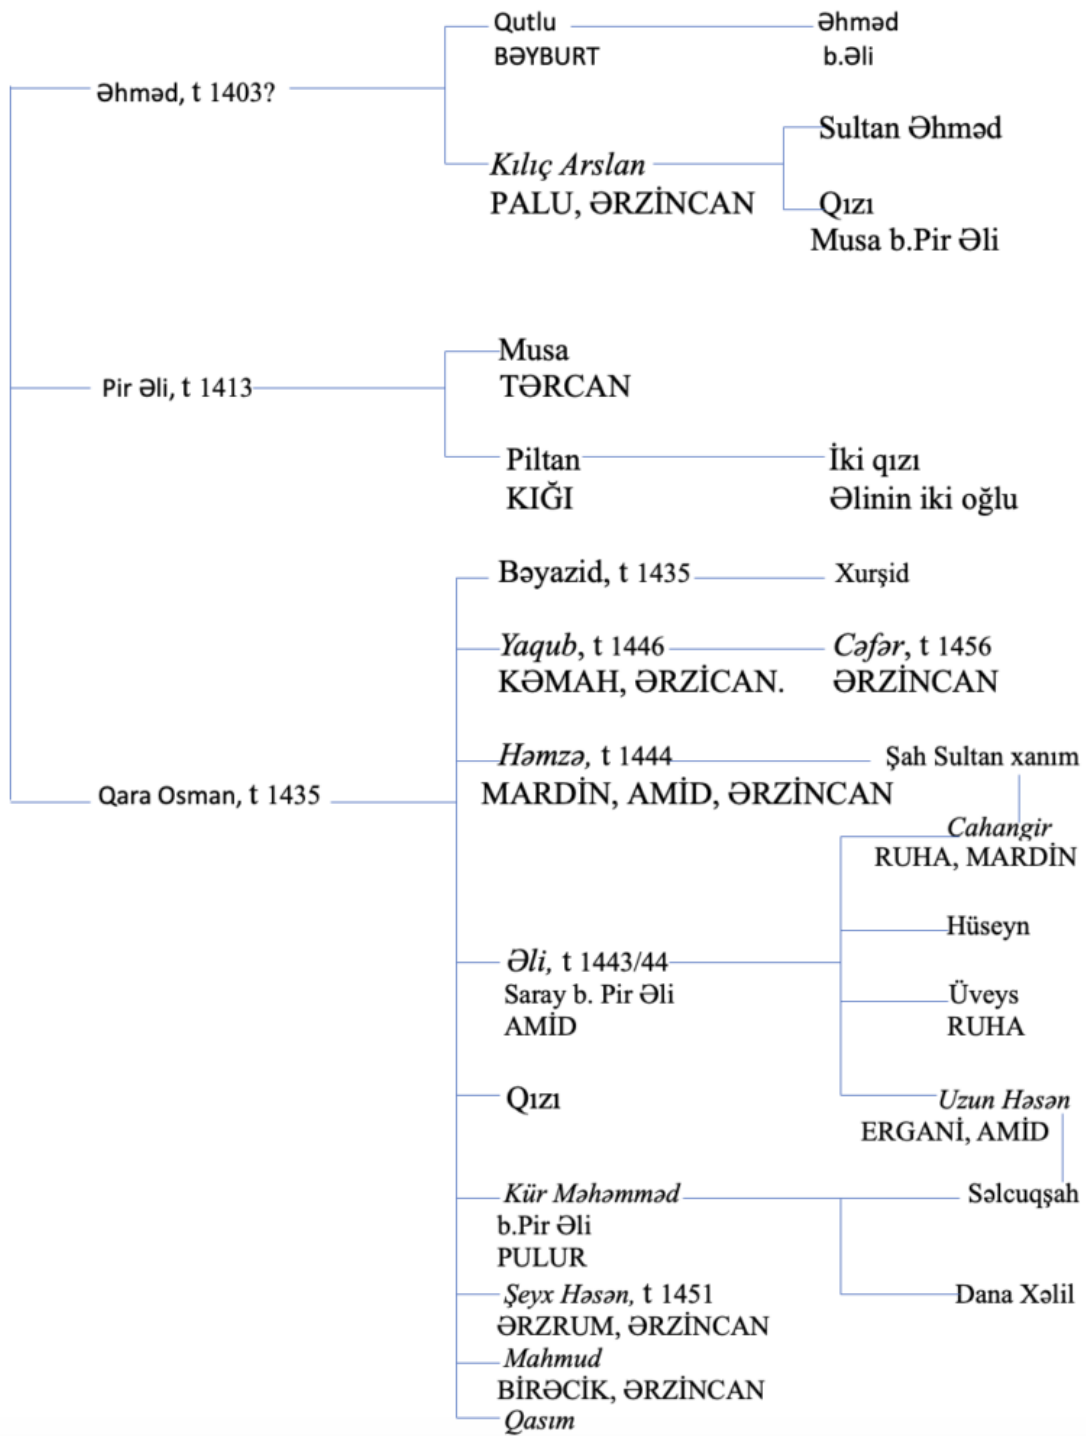 Qutlu Əhməd
BƏYBURT b.Əli
Əhməd, t 1403?
Sultan Əhməd
Kılıç Arslan
PALU, ƏRZİNCAN Qızı
Musa b.Pir Əli
Musa
Pir Əli, t 1413 TƏRCAN
Piltan İki qızı
KIĞI Əlinin iki oğlu
Bəyazid, t 1435 Xurşid
Yaqub, t 1446 Cəfər, t 1456
KƏMAH, ƏRZİCAN. ƏRZİNCAN
Həmzə, t 1444 Şah Sultan xanım
Qara Osman, t 1435 MARDİN, AMİD, ƏRZİNCAN
Cahangir
RUHA, MARDİN
Hüseyn
Əli, t 1443/44
Saray b. Pir Əli Üveys
AMİD RUHA
Qızı Uzun Həsən
ERGANİ, AMİD
Kür Məhəmməd Səlcuqşah
b.Pir Əli
PULUR
Şeyx Həsən, t 1451 Dana Xəlil
ƏRZRUM, ƏRZİNCAN
Mahmud
BİRƏCİK, ƏRZİNCAN
Qasım